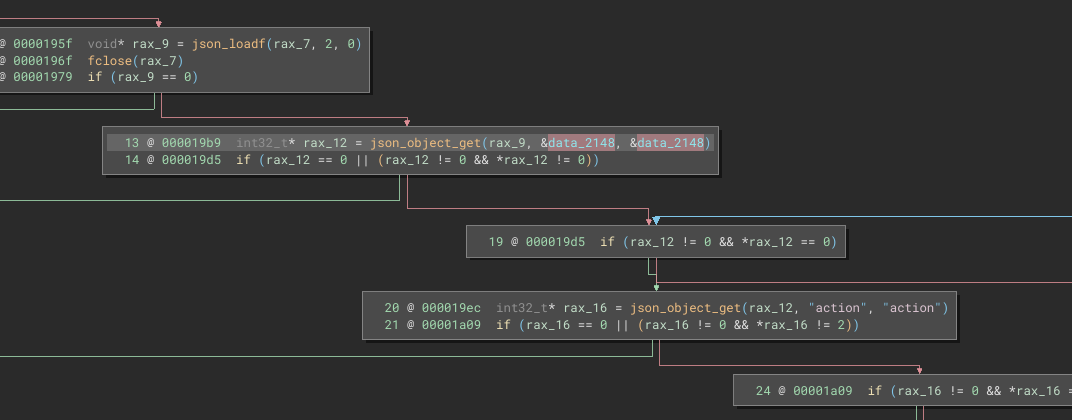 @ 0000195f  void* rax_9 = json_loadf(rax_7, 2, 0)
@ 0000196f  fclose(rax_7)
@ 00001979  if (rax_9 == 0)
13 @ 000019b9  int32_t* rax_12 = json_object_get(rax_9, &data_2148, &data_2148)
14 @ 000019d5  if (rax_12 == 0 || (rax_12 != 0 && *rax_12 != 0))
19 @ 000019d5  if (rax_12 != 0 && *rax_12 == 0)
20 @ 000019ec  int32_t* rax_16 = json_object_get(rax_12, "action", "action")
21 @ 00001a09  if (rax_16 == 0 || (rax_16 != 0 && *rax_16 != 2))
24 @ 00001a09  if (rax_16 != 0 && *rax_16 =